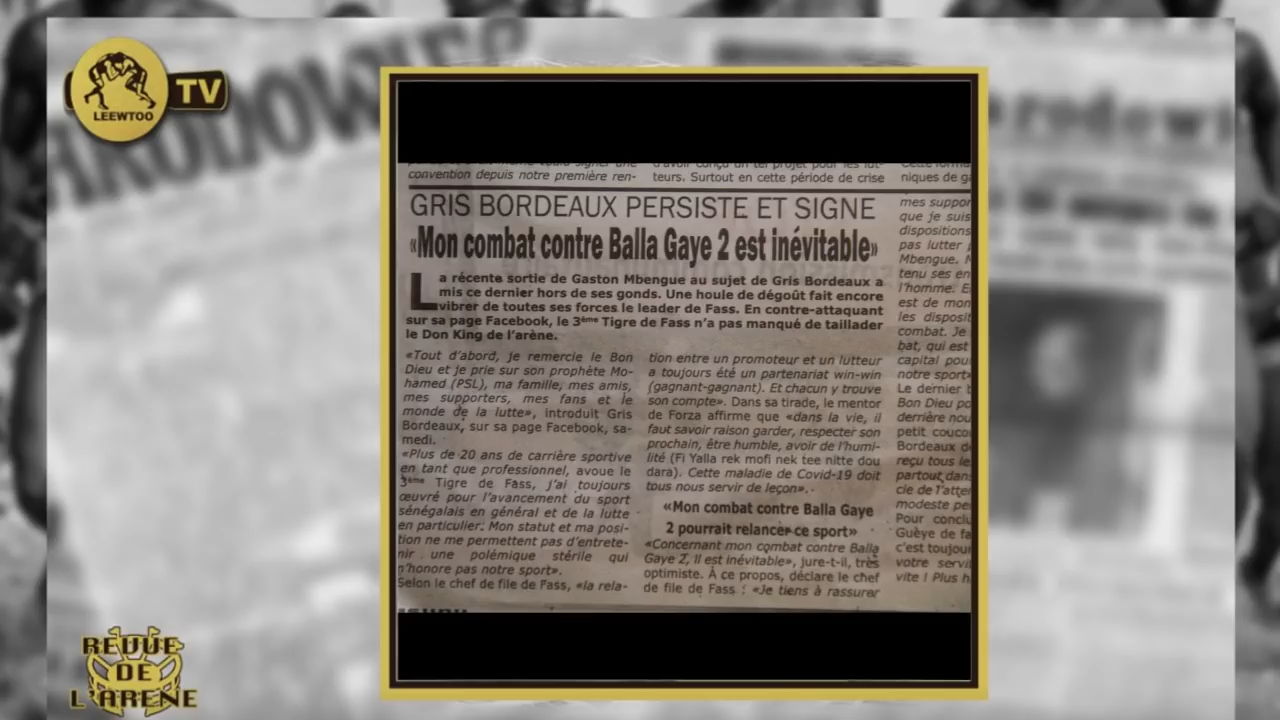 LEEWTOO
TV
convention depuis notre première ren-
teurs. Surtout en cette période de crise
niques de
GRIS BORDEAUX PERSISTE ET SIGNE
«Mon combat contre Balla Gaye 2 est inévitable»
La récente sortie de Gaston Mbengue au sujet de Gris Bordeaux a
mis ce dernier hors de ses gonds. Une houle de dégoût fait encore
vibrer de toutes ses forces le leader de Fass. En contre-attaquant
sur sa page Facebook, le 3ème Tigre de Fass n'a pas manqué de taillader
le Don King de l'arène.
«Tout d'abord, je remercie le Bon
Dieu et je prie sur son prophète Mo-
hamed (PSL), ma famille, mes amis,
mes supporters, mes fans et le
monde de la lutte», introduit Gris
Bordeaux, sur sa page Facebook, sa-
medi.
«Plus de 20 ans de carrière sportive
en tant que professionnel, avoue le
3ème Tigre de Fass, j'ai toujours
œuvré pour l'avancement du sport
sénégalais en général et de la lutte
en particulier. Mon statut et ma posi-
tion ne me permettent pas d'entrete-
nir une polémique stérile qui
n'honore pas notre sport».
Selon le chef de file de Fass, «la rela-
tion entre un promoteur et un lutteur
a toujours été un partenariat win-win
(gagnant-gagnant). Et chacun y trouve
son compte». Dans sa tirade, le mentor
de Forza affirme que «dans la vie, il
faut savoir raison garder, respecter son
prochain, être humble, avoir de l'humi-
lité (Fi Yalla rek mofi nek tee nitte dou
dara). Cette maladie de Covid-19 doit
tous nous servir de leçon».
«Mon combat contre Balla Gaye
2 pourrait relancer ce sport»
«Concernant mon combat contre Balla
Gaye 2, il est inévitable», jure-t-il, très
optimiste. À ce propos, déclare le chef
de file de Fass : «Je tiens à rassurer
mes suppor
que je suis
dispositions
pas lutter
Mbengue.
tenu ses en
l'homme.
est de mon
les disposit
combat. Je
bat, qui est
capital pou
notre sport»
Le dernier
Bon Dieu
derrière nou
petit couco
Bordeaux
reçu tous le
partout dans
cie de l'atte
modeste pe
Pour conclu
Guèye de fa
c'est toujou
votre servi
vite ! Plus
REVUE
DE
L'ARENE